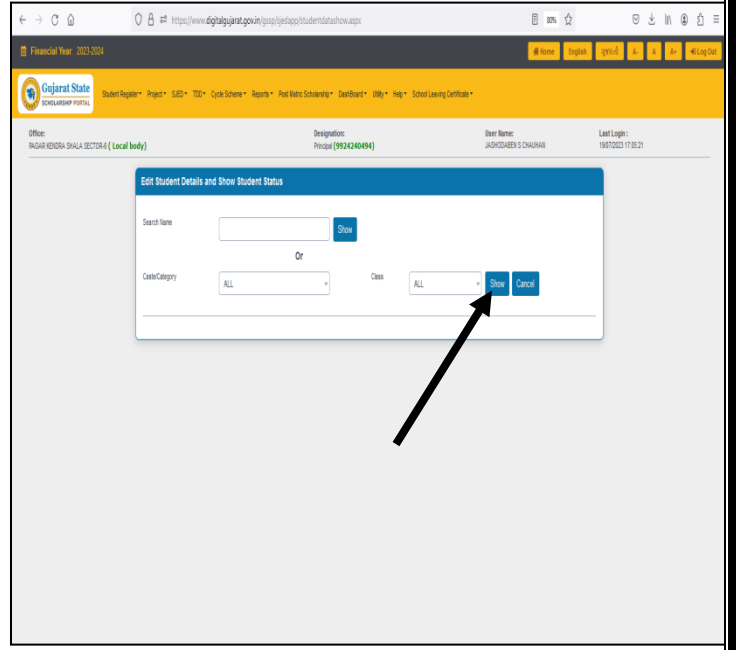 https://www.digitalgujarat.gov.in/gssp/sjedapp/studentdatashow.aspx 80%
Financial Year 2023-2024 Home English ગુજરાતી A- A A+ Log Out
Gujarat State
SCHOLARSHIP PORTAL
Student Register Project SJED TDD Cycle Scheme Reports Post Matric Scholarship DashBoard Utility Help School Leaving Certificate
Office: Designation: User Name: Last Login :
PAGAR KENDRA SHALA SECTOR-6 ( Local body) Principal (9924240494) JASHODABEN S CHAUHAN 19/07/2023 17:05:21
Edit Student Details and Show Student Status
Search Name Show
Or
Caste/Category ALL Class ALL Show Cancel